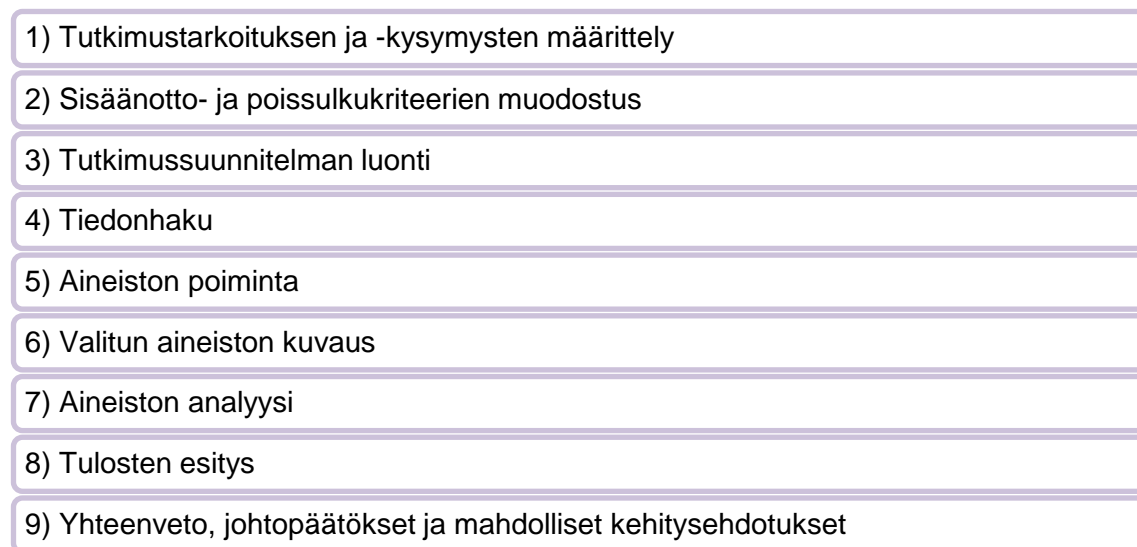 1) Tutkimustarkoituksen ja -kysymysten määrittely
2) Sisäänotto- ja poissulkukriteerien muodostus
3) Tutkimussuunnitelman luonti
4) Tiedonhaku
5) Aineiston poiminta
6) Valitun aineiston kuvaus
7) Aineiston analyysi
8) Tulosten esitys
9) Yhteenveto, johtopäätökset ja mahdolliset kehitysehdotukset